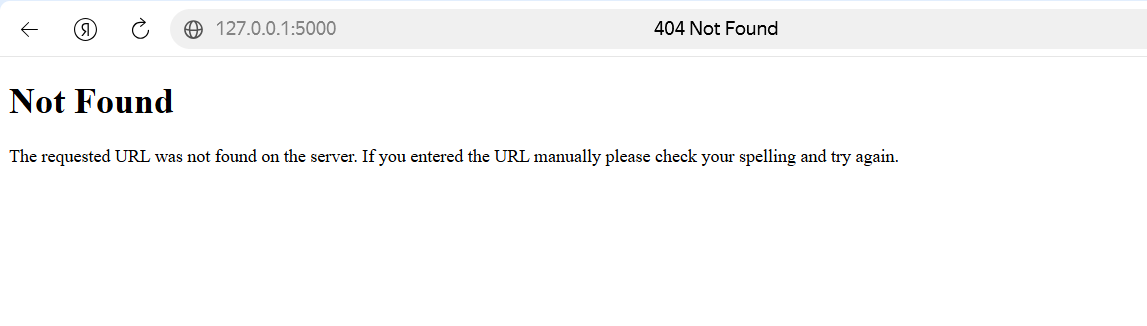 Я 127.0.0.1:5000 404 Not Found
Not Found
The requested URL was not found on the server. If you entered the URL manually please check your spelling and try again.